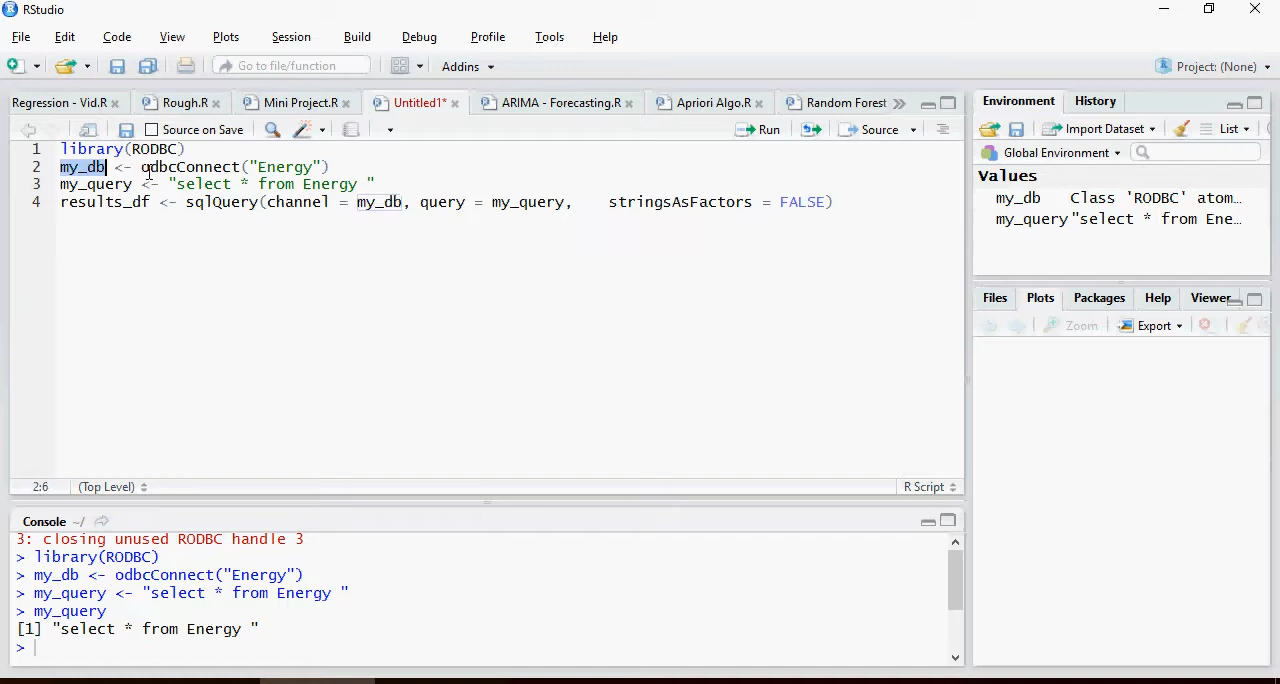 RStudio
File Edit Code View Plots Session Build Debug Profile Tools Help
Go to file/function Addins Project: (None)
Regression - Vid.R Rough.R Mini Project.R Untitled1* ARIMA - Forecasting.R Apriori Algo.R Random Forest
Source on Save Run Source
1 library(RODBC)
2 my_db <- odbcConnect("Energy")
3 my_query <- "select * from Energy "
4 results_df <- sqlQuery(channel = my_db, query = my_query, stringsAsFactors = FALSE)
2:6 (Top Level) R Script
Console ~/
3: closing unused RODBC handle 3
> library(RODBC)
> my_db <- odbcConnect("Energy")
> my_query <- "select * from Energy "
> my_query
[1] "select * from Energy "
>
Environment History
Import Dataset List
Global Environment
Values
my_db Class 'RODBC' atom…
my_query "select * from Ene…
Files Plots Packages Help Viewer
Zoom Export